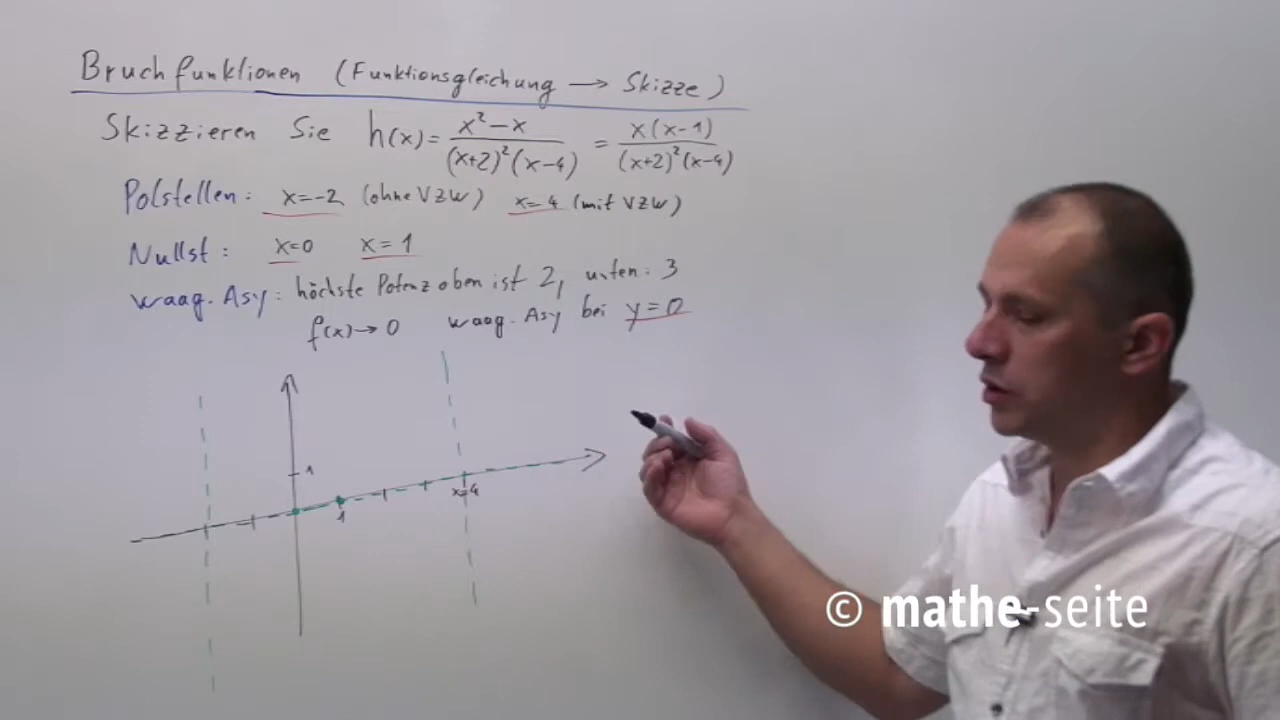 Bruchfunktionen (Funktionsgleichung → Skizze)
Skizzieren Sie h(x) = (x² − x) / ((x+2)²(x−4)) = x(x−1) / ((x+2)²(x−4))
Polstellen: x=-2 (ohne VZW) x=4 (mit VZW)
Nullst: x=0 x=1
waag. Asy: höchste Potenz oben ist 2, unten: 3
f(x)→0 waag. Asy bei y=0
1
1
x=4
© mathe-seite